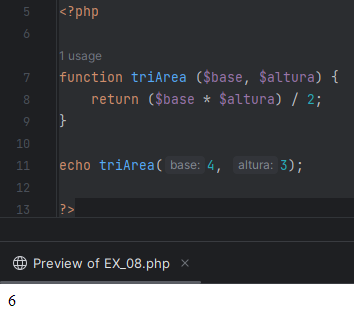 5 <?php
6
1 usage
7 function triArea ($base, $altura) {
8 return ($base * $altura) / 2;
9 }
10
11 echo triArea( base: 4, altura: 3);
12
13 ?>
Preview of EX_08.php ×
6